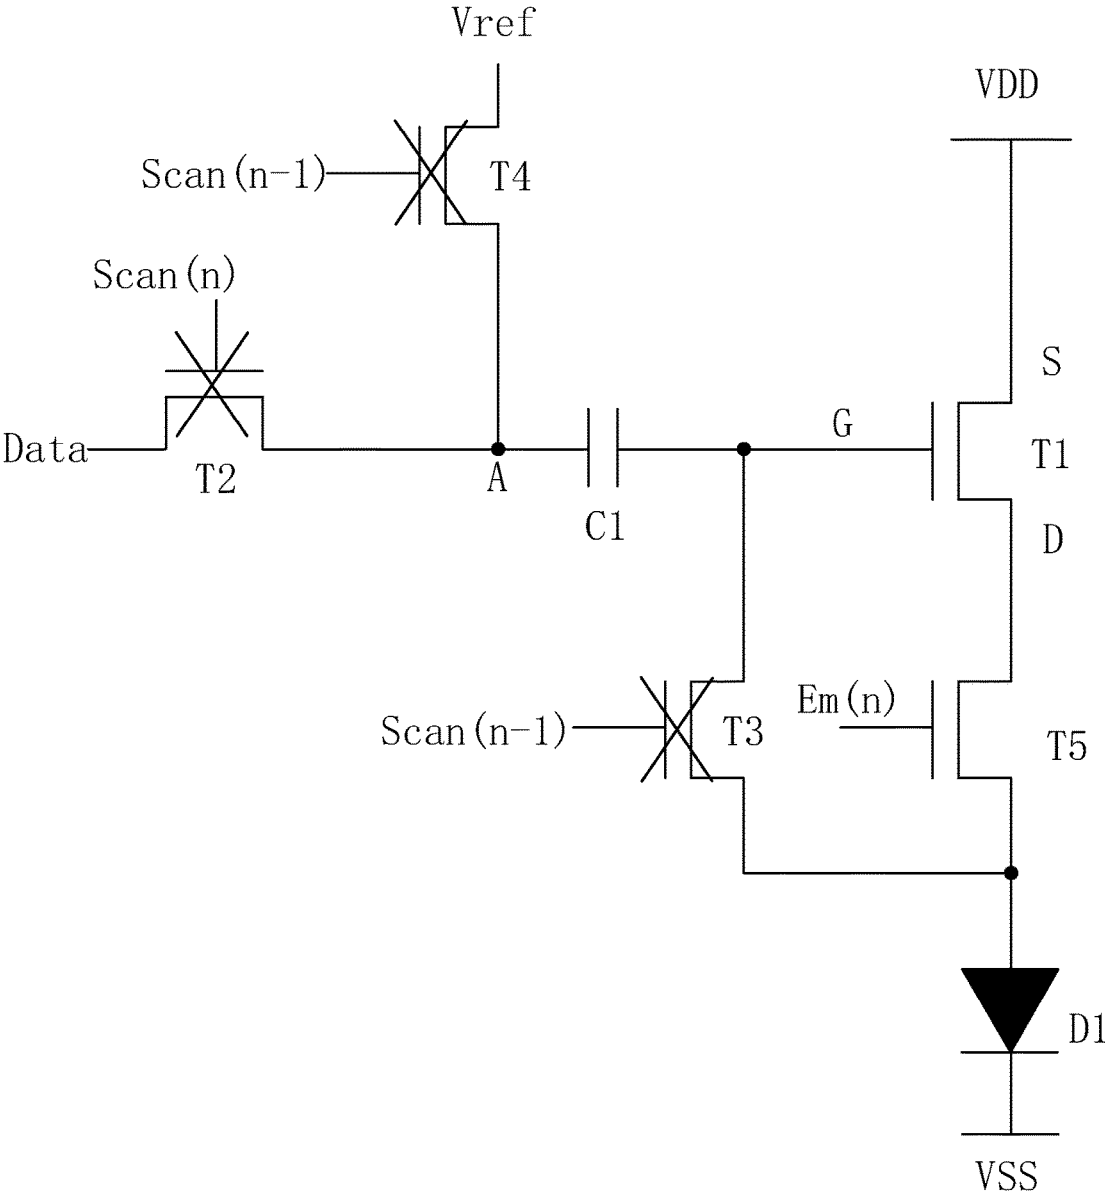 Vref
VDD
Scan(n-1)
T4
Scan(n)
S
G
Data
T1
T2
A
C1
D
Em(n)
Scan(n-1)
T3
T5
D1
VSS